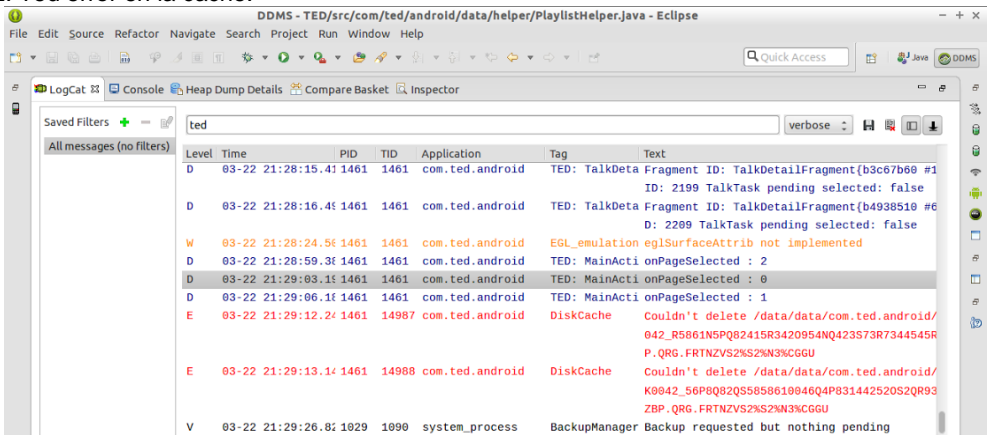 DDMS - TED/src/com/ted/android/data/helper/PlaylistHelper.java - Eclipse
File Edit Source Refactor Navigate Search Project Run Window Help
Quick Access Java DDMS
LogCat Console Heap Dump Details Compare Basket Inspector
Saved Filters
ted
verbose
All messages (no filters)
Level Time PID TID Application Tag Text
D 03-22 21:28:15.41 1461 1461 com.ted.android TED: TalkDeta Fragment ID: TalkDetailFragment{b3c67b60 #1
ID: 2199 TalkTask pending selected: false
D 03-22 21:28:16.49 1461 1461 com.ted.android TED: TalkDeta Fragment ID: TalkDetailFragment{b4938510 #6
D: 2209 TalkTask pending selected: false
W 03-22 21:28:24.56 1461 1461 com.ted.android EGL_emulation eglSurfaceAttrib not implemented
D 03-22 21:28:59.38 1461 1461 com.ted.android TED: MainActi onPageSelected : 2
D 03-22 21:29:03.19 1461 1461 com.ted.android TED: MainActi onPageSelected : 0
D 03-22 21:29:06.18 1461 1461 com.ted.android TED: MainActi onPageSelected : 1
E 03-22 21:29:12.24 1461 14987 com.ted.android DiskCache Couldn't delete /data/data/com.ted.android/
042_R5861N5PQ82415R3420954NQ423S73R7344545R
P.QRG.FRTNZVS2%S2%N3%CGGU
E 03-22 21:29:13.14 1461 14988 com.ted.android DiskCache Couldn't delete /data/data/com.ted.android/
K0042_56P8Q82QS5858610046Q4P83144252OS2QR93
ZBP.QRG.FRTNZVS2%S2%N3%CGGU
V 03-22 21:29:26.82 1029 1090 system_process BackupManager Backup requested but nothing pending